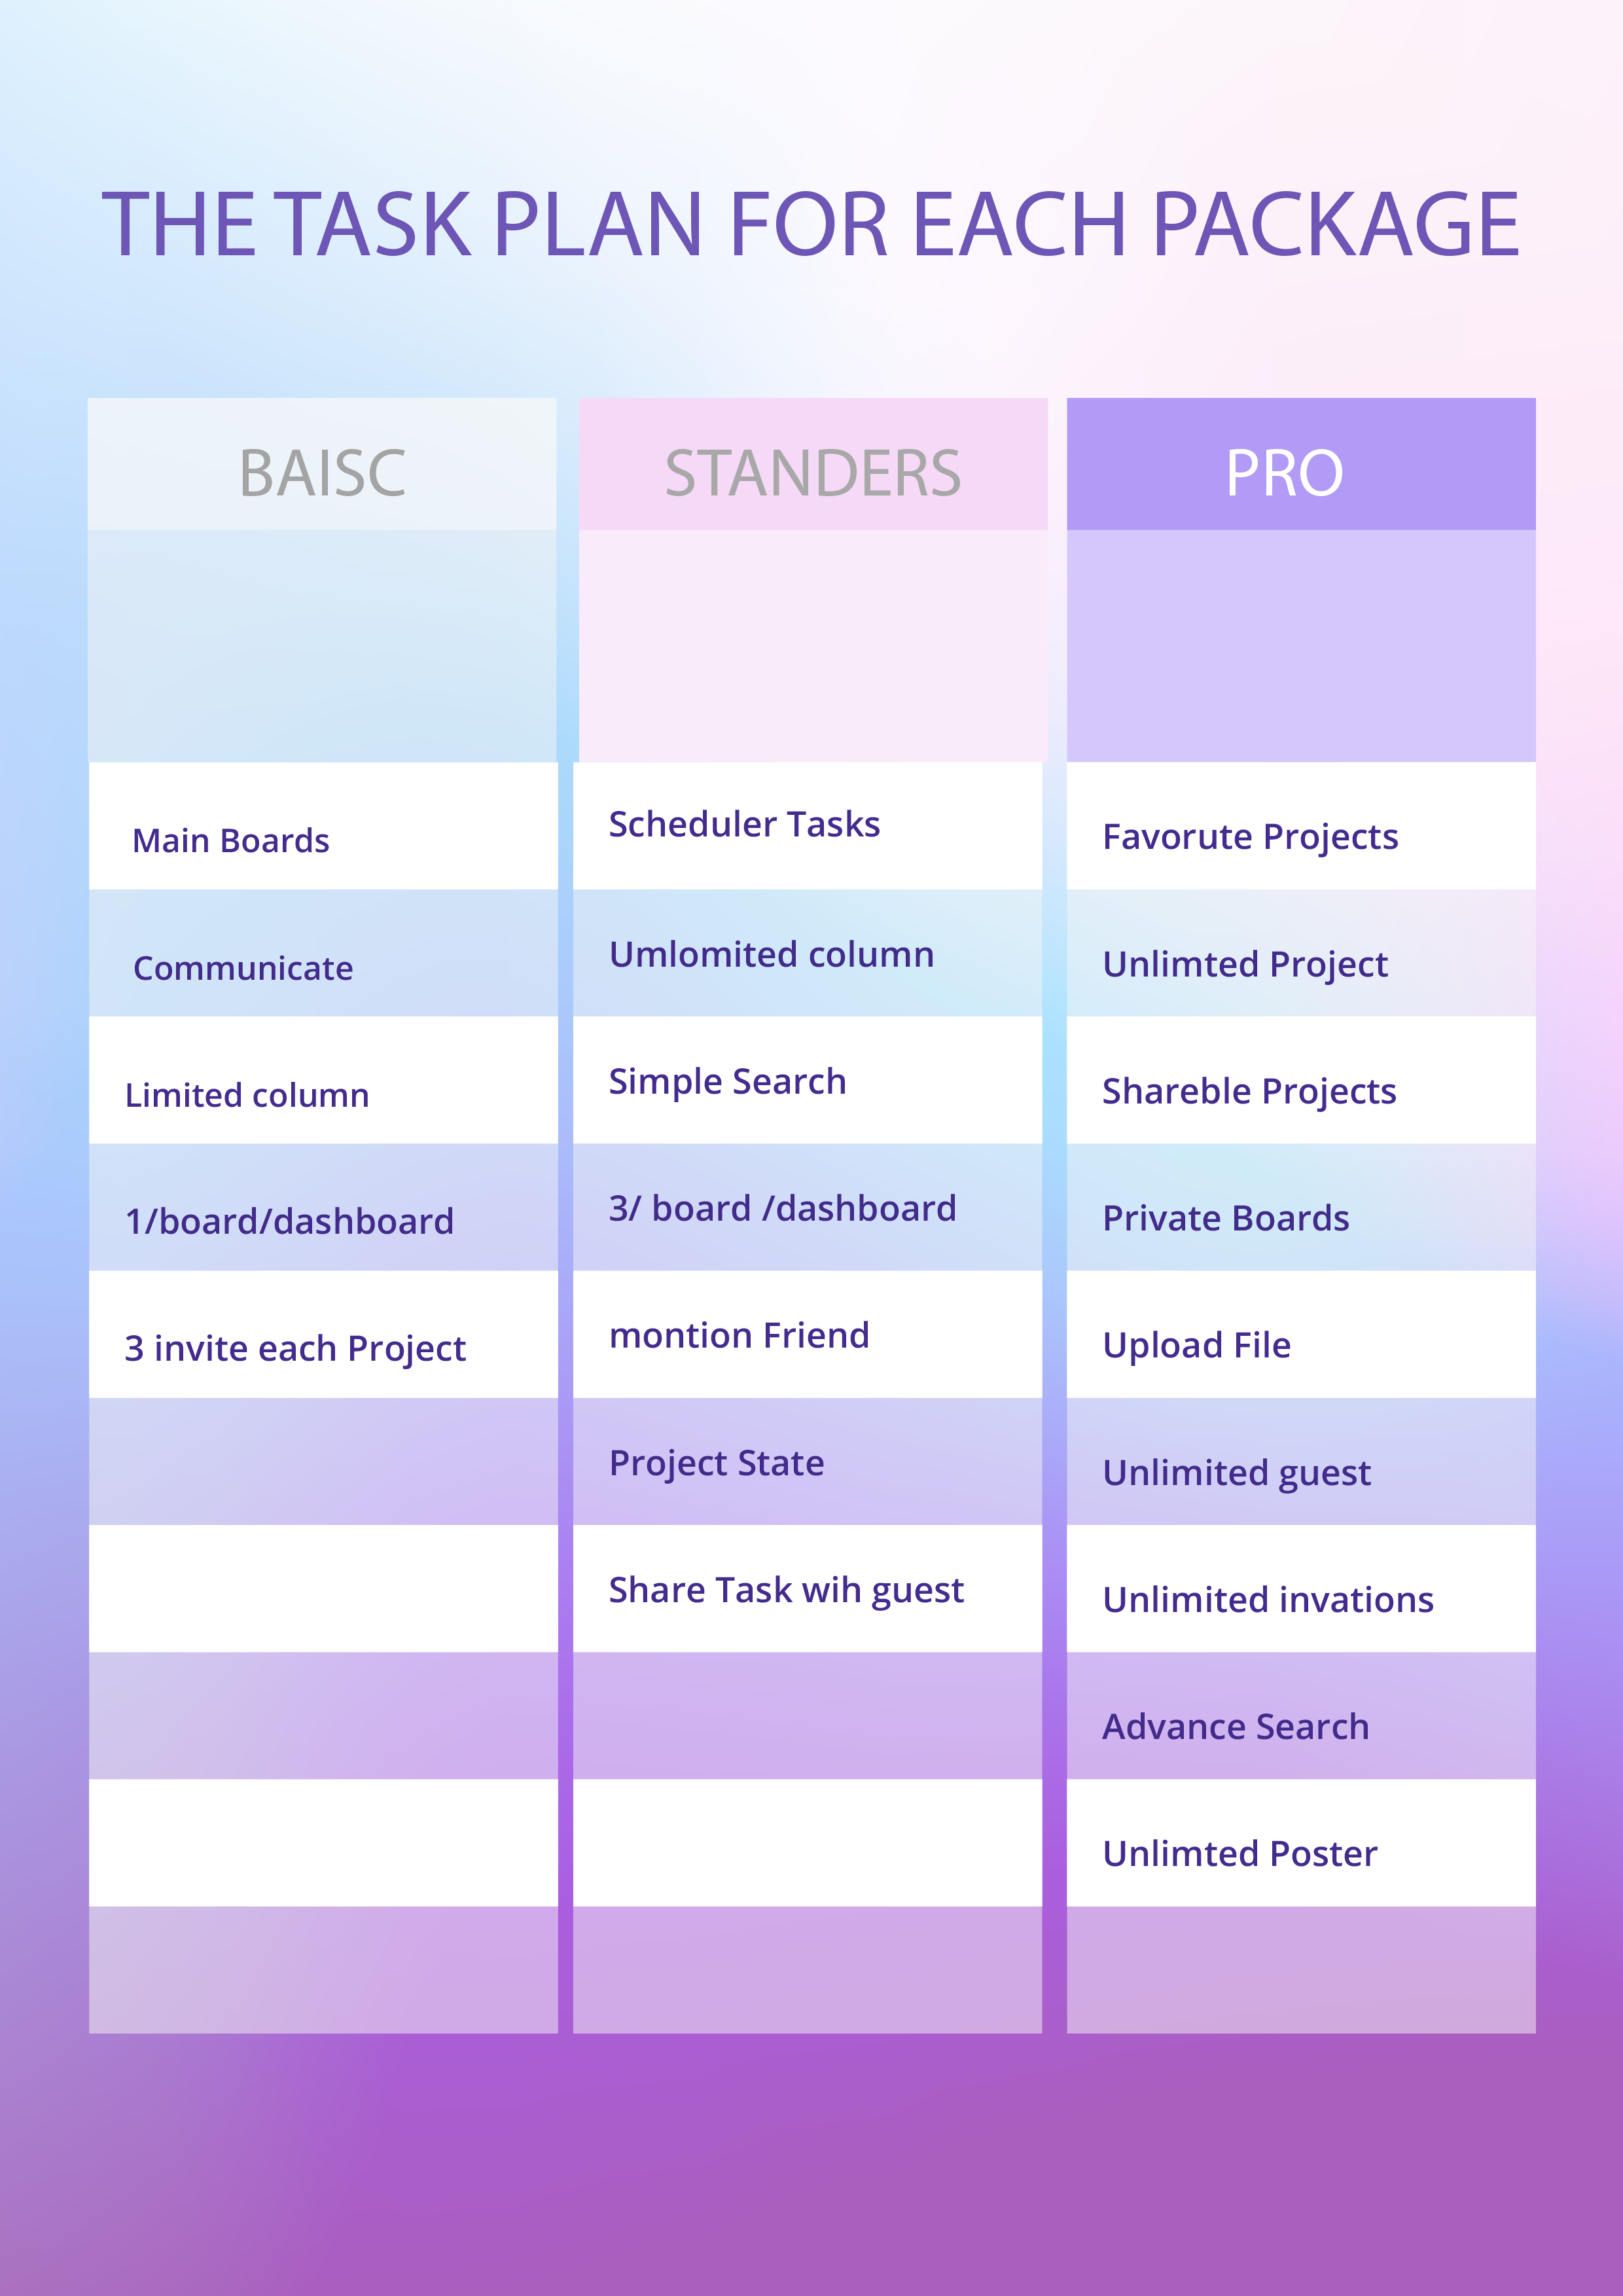 THE TASK PLAN FOR EACH PACKAGE
BAISC
STANDERS
PRO
Main Boards
Scheduler Tasks
Favorute Projects
Communicate
Umlomited column
Unlimted Project
Limited column
Simple Search
Shareble Projects
1/board/dashboard
3/ board /dashboard
Private Boards
3 invite each Project
montion Friend
Upload File
Project State
Unlimited guest
Share Task wih guest
Unlimited invations
Advance Search
Unlimted Poster